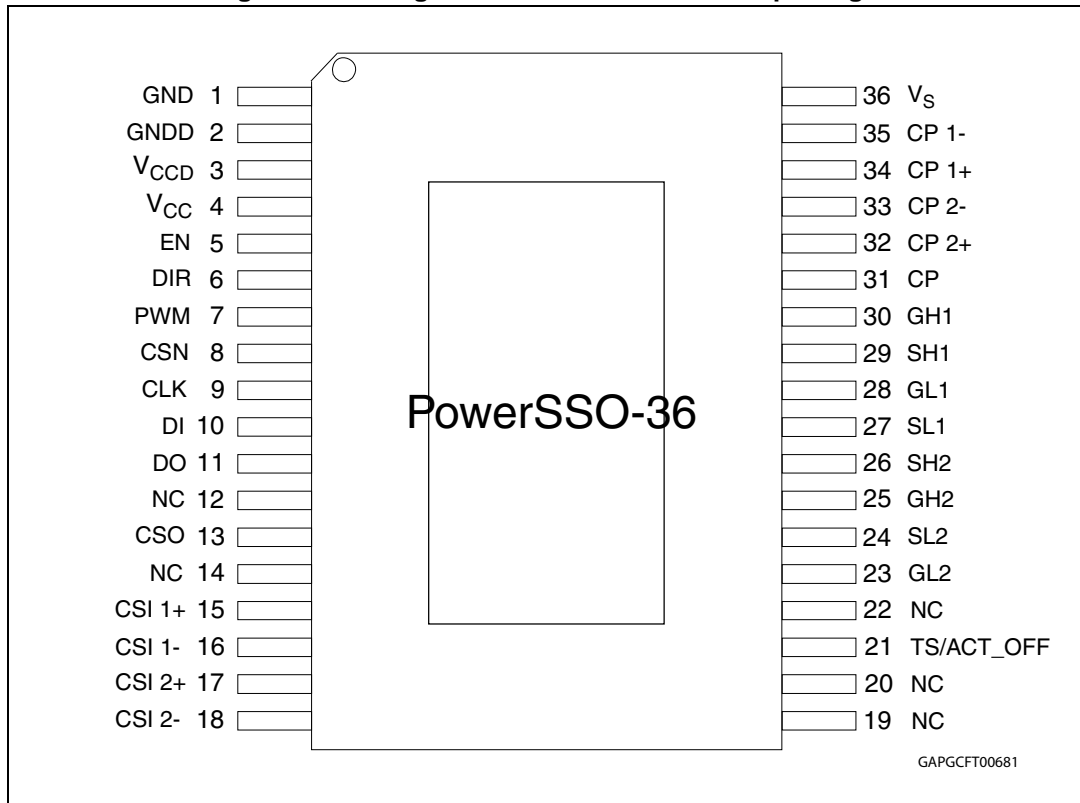 GND 1
GNDD 2
VCCD 3
VCC 4
EN 5
DIR 6
PWM 7
CSN 8
CLK 9
DI 10
DO 11
NC 12
CSO 13
NC 14
CSI 1+ 15
CSI 1- 16
CSI 2+ 17
CSI 2- 18
PowerSSO-36
36 VS
35 CP 1-
34 CP 1+
33 CP 2-
32 CP 2+
31 CP
30 GH1
29 SH1
28 GL1
27 SL1
26 SH2
25 GH2
24 SL2
23 GL2
22 NC
21 TS/ACT_OFF
20 NC
19 NC
GAPGCFT00681